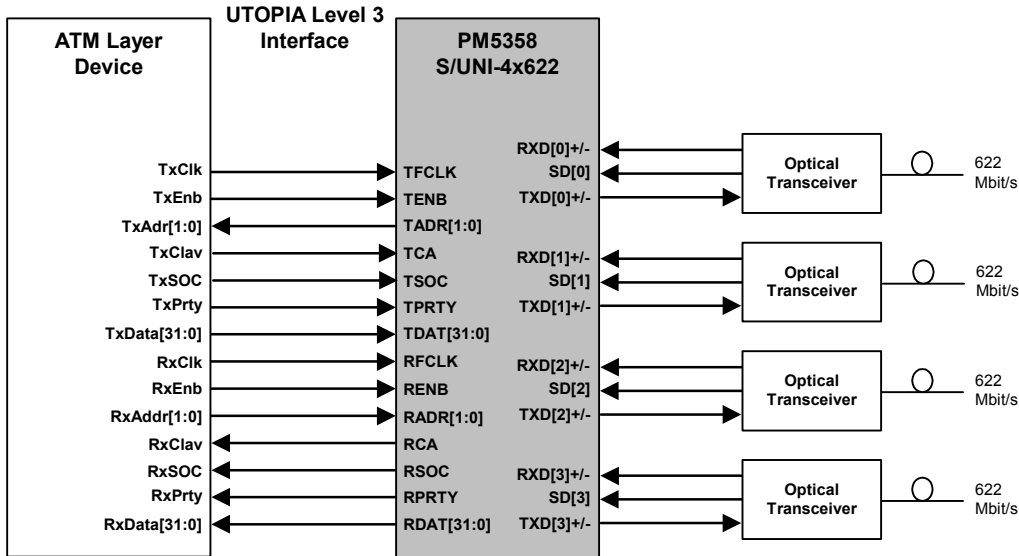 UTOPIA Level 3
Interface
ATM Layer
Device
PM5358
S/UNI-4x622
TxClk
TxEnb
TxAdr[1:0]
TxClav
TxSOC
TxPrty
TxData[31:0]
RxClk
RxEnb
RxAddr[1:0]
RxClav
RxSOC
RxPrty
RxData[31:0]
TFCLK
TENB
TADR[1:0]
TCA
TSOC
TPRTY
TDAT[31:0]
RFCLK
RENB
RADR[1:0]
RCA
RSOC
RPRTY
RDAT[31:0]
RXD[0]+/-
SD[0]
TXD[0]+/-
RXD[1]+/-
SD[1]
TXD[1]+/-
RXD[2]+/-
SD[2]
TXD[2]+/-
RXD[3]+/-
SD[3]
TXD[3]+/-
Optical
Transceiver
622
Mbit/s
Optical
Transceiver
622
Mbit/s
Optical
Transceiver
622
Mbit/s
Optical
Transceiver
622
Mbit/s